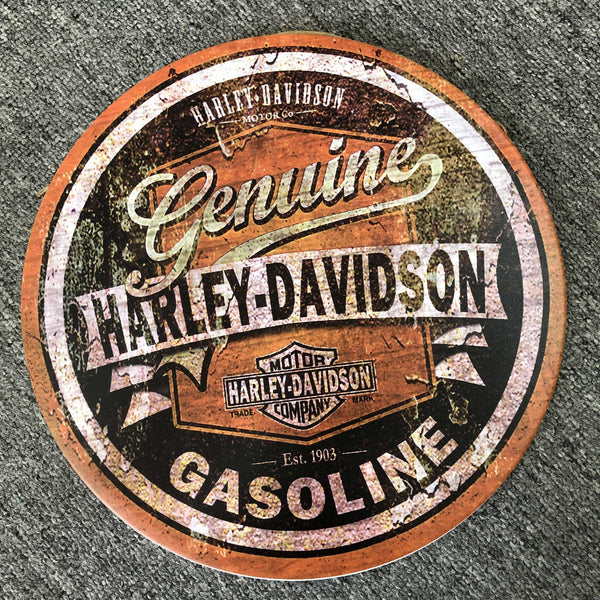 HARLEY-DAVIDSON
MOTOR Co
Genuine
HARLEY-DAVIDSON
MOTOR
HARLEY-DAVIDSON
COMPANY
TRADE MARK
Est. 1903
GASOLINE